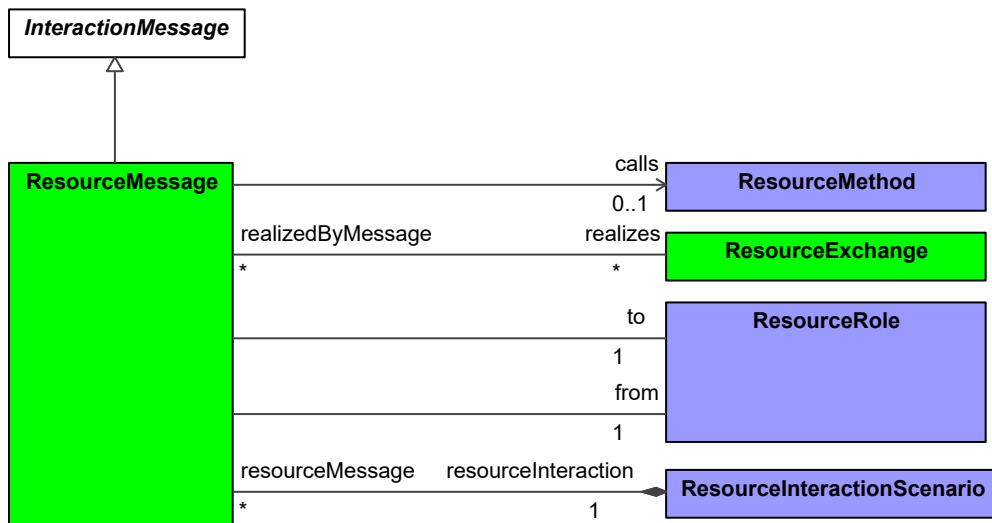 InteractionMessage
ResourceMessage
calls
ResourceMethod
0..1
realizedByMessage
realizes
ResourceExchange
*
*
to
ResourceRole
1
from
1
resourceMessage
resourceInteraction
ResourceInteractionScenario
*
1